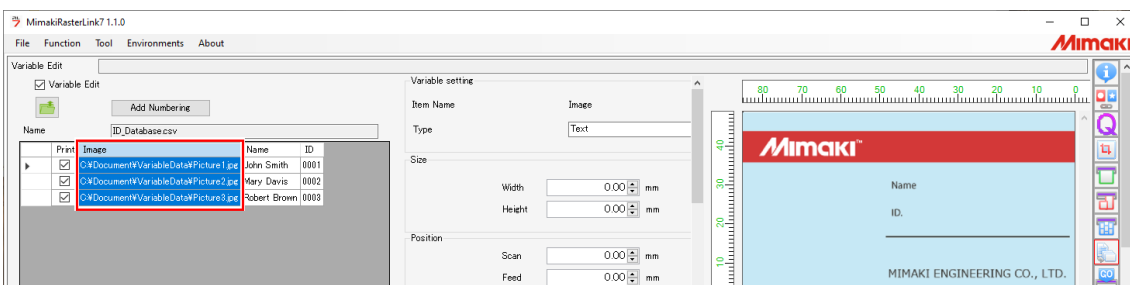 MimakiRasterLink7 1.1.0
File Function Tool Environments About
Mimaki
Variable Edit
Variable Edit
Add Numbering
Name ID_Database.csv
Print Image Name ID
C:¥Document¥VariableData¥Picture1.jpg John Smith 0001
C:¥Document¥VariableData¥Picture2.jpg Mary Davis 0002
C:¥Document¥VariableData¥Picture3.jpg Robert Brown 0003
Variable setting
Item Name Image
Type Text
Size
Width 0.00 mm
Height 0.00 mm
Position
Scan 0.00 mm
Feed 0.00 mm
80 70 60 50 40 30 20 10 0
40
30
20
10
Mimaki
Name
ID.
MIMAKI ENGINEERING CO., LTD.
Q
GO